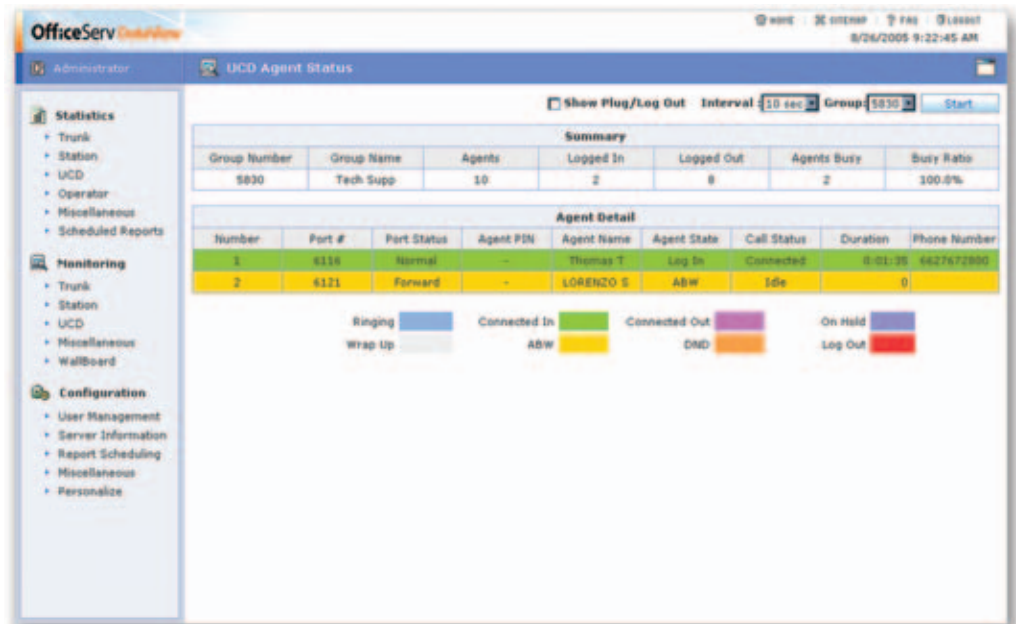 OfficeServ DataView
HOME SITEMAP FAQ LOGOUT
8/26/2005 9:22:45 AM
Administrator
UCD Agent Status
Show Plug/Log Out Interval : 10 sec Group: 5830 Start
Statistics
Trunk
Station
UCD
Operator
Miscellaneous
Scheduled Reports
Monitoring
Trunk
Station
UCD
Miscellaneous
WallBoard
Configuration
User Management
Server Information
Report Scheduling
Miscellaneous
Personalize
Summary
Group Number Group Name Agents Logged In Logged Out Agents Busy Busy Ratio
5830 Tech Supp 10 2 8 2 100.0%
Agent Detail
Number Port # Port Status Agent PIN Agent Name Agent State Call Status Duration Phone Number
1 6116 Normal - Thomas T Log In Connected 0:01:35 6627672800
2 6121 Forward - LORENZO S ABW Idle 0
Ringing Connected In Connected Out On Hold
Wrap Up ABW DND Log Out